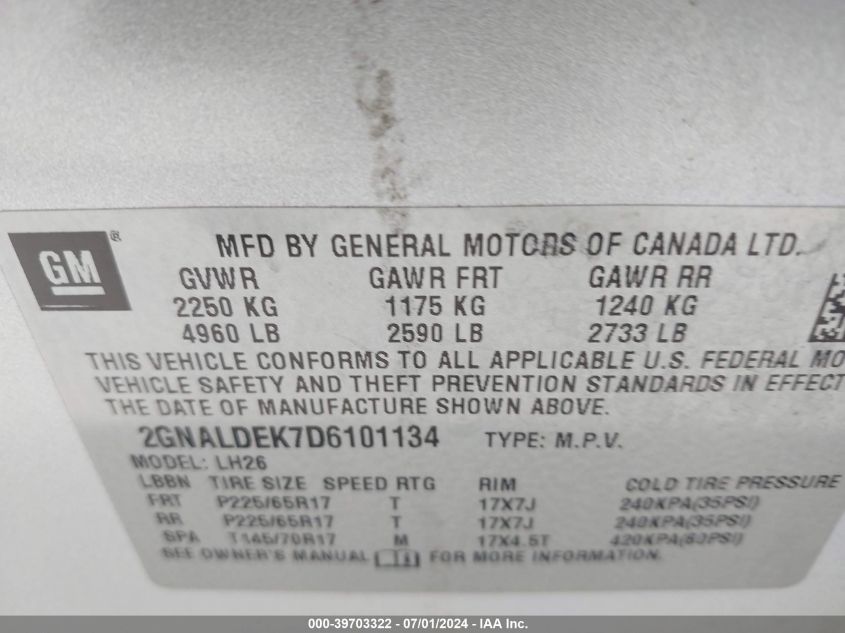 GM®
MFD BY GENERAL MOTORS OF CANADA LTD.
GVWR GAWR FRT GAWR RR
2250 KG 1175 KG 1240 KG
4960 LB 2590 LB 2733 LB
THIS VEHICLE CONFORMS TO ALL APPLICABLE U.S. FEDERAL MO
VEHICLE SAFETY AND THEFT PREVENTION STANDARDS IN EFFECT
THE DATE OF MANUFACTURE SHOWN ABOVE.
2GNALDEK7D6101134 TYPE: M.P.V.
MODEL: LH26
LBBN TIRE SIZE SPEED RTG RIM COLD TIRE PRESSURE
FRT P225/65R17 T 17X7J 240KPA(35PSI)
RR P225/65R17 T 17X7J 240KPA(35PSI)
SPA T145/70R17 M 17X4.5T 420KPA(60PSI)
SEE OWNER'S MANUAL FOR MORE INFORMATION.
000-39703322 - 07/01/2024 - IAA Inc.